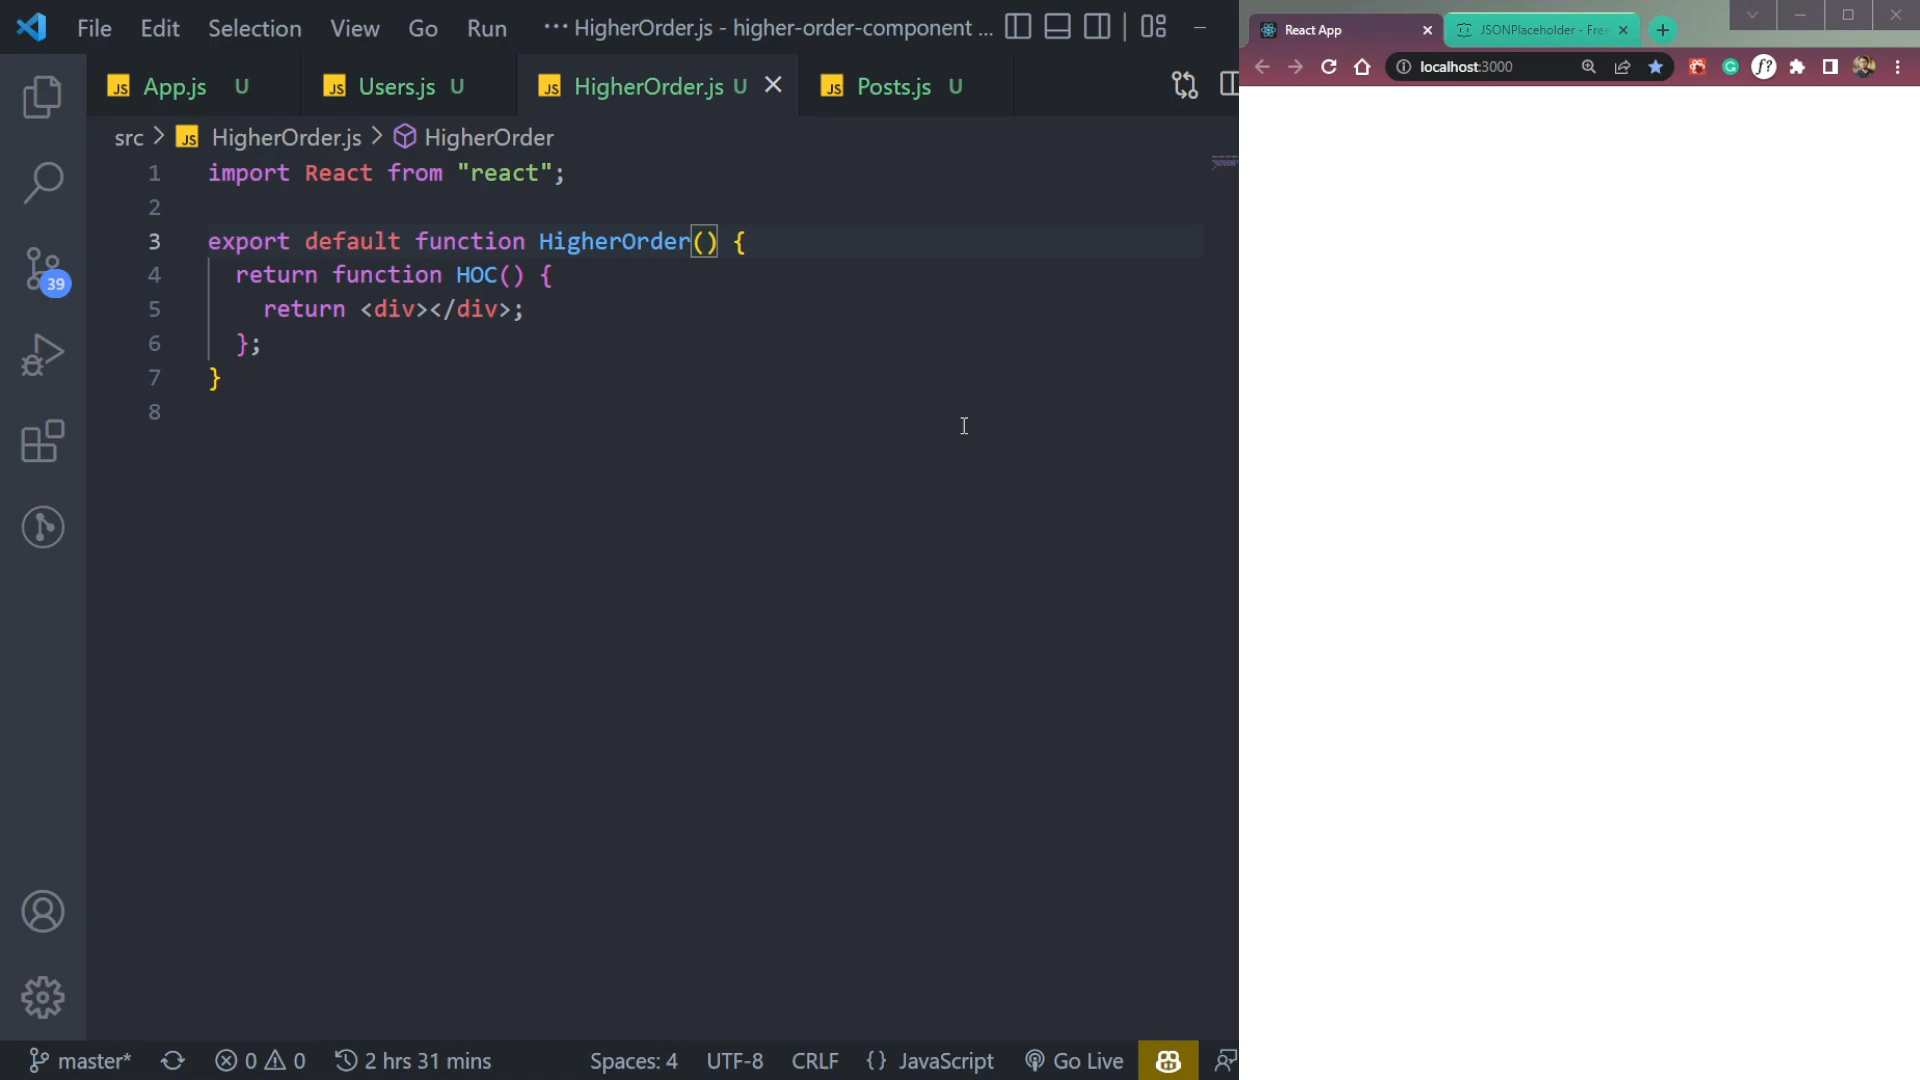 File Edit Selection View Go Run ··· HigherOrder.js - higher-order-component ...
App.js U Users.js U HigherOrder.js U Posts.js U
src > HigherOrder.js > HigherOrder
1 import React from "react";
2
3 export default function HigherOrder() {
4 return function HOC() {
5 return <div></div>;
6 };
7 }
8
39
master* 0 0 2 hrs 31 mins Spaces: 4 UTF-8 CRLF {} JavaScript Go Live
React App JSONPlaceholder - Fre
localhost:3000
f?